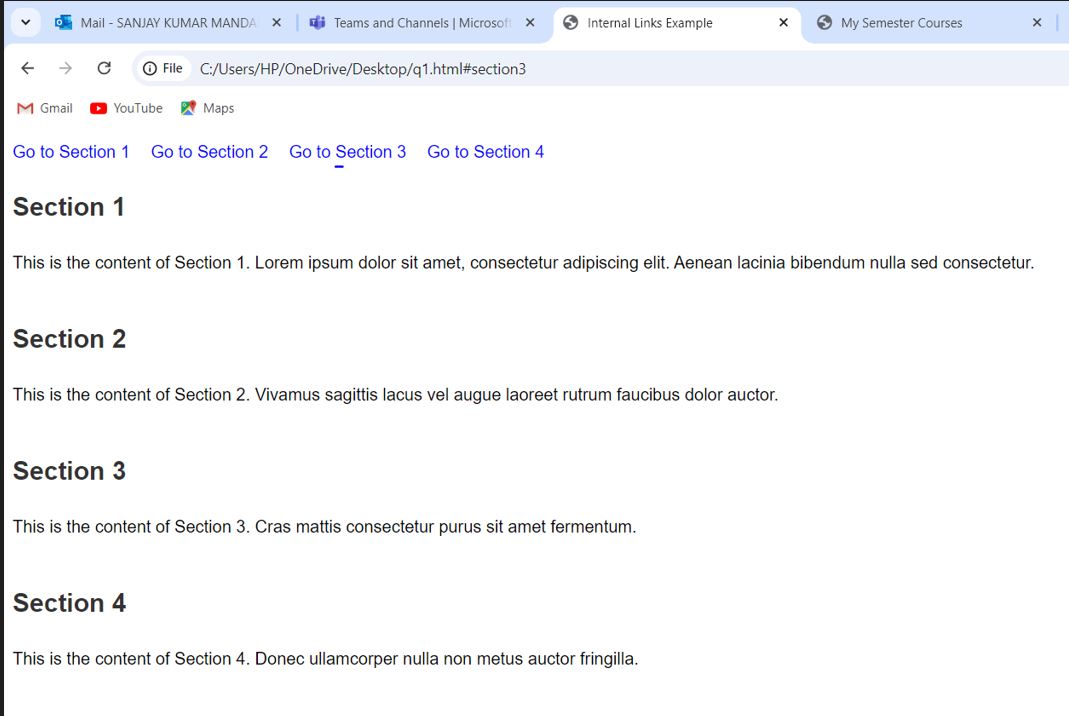 Mail - SANJAY KUMAR MANDA
Teams and Channels | Microsoft
Internal Links Example
My Semester Courses
File C:/Users/HP/OneDrive/Desktop/q1.html#section3
Gmail YouTube Maps
Go to Section 1 Go to Section 2 Go to Section 3 Go to Section 4
Section 1
This is the content of Section 1. Lorem ipsum dolor sit amet, consectetur adipiscing elit. Aenean lacinia bibendum nulla sed consectetur.
Section 2
This is the content of Section 2. Vivamus sagittis lacus vel augue laoreet rutrum faucibus dolor auctor.
Section 3
This is the content of Section 3. Cras mattis consectetur purus sit amet fermentum.
Section 4
This is the content of Section 4. Donec ullamcorper nulla non metus auctor fringilla.